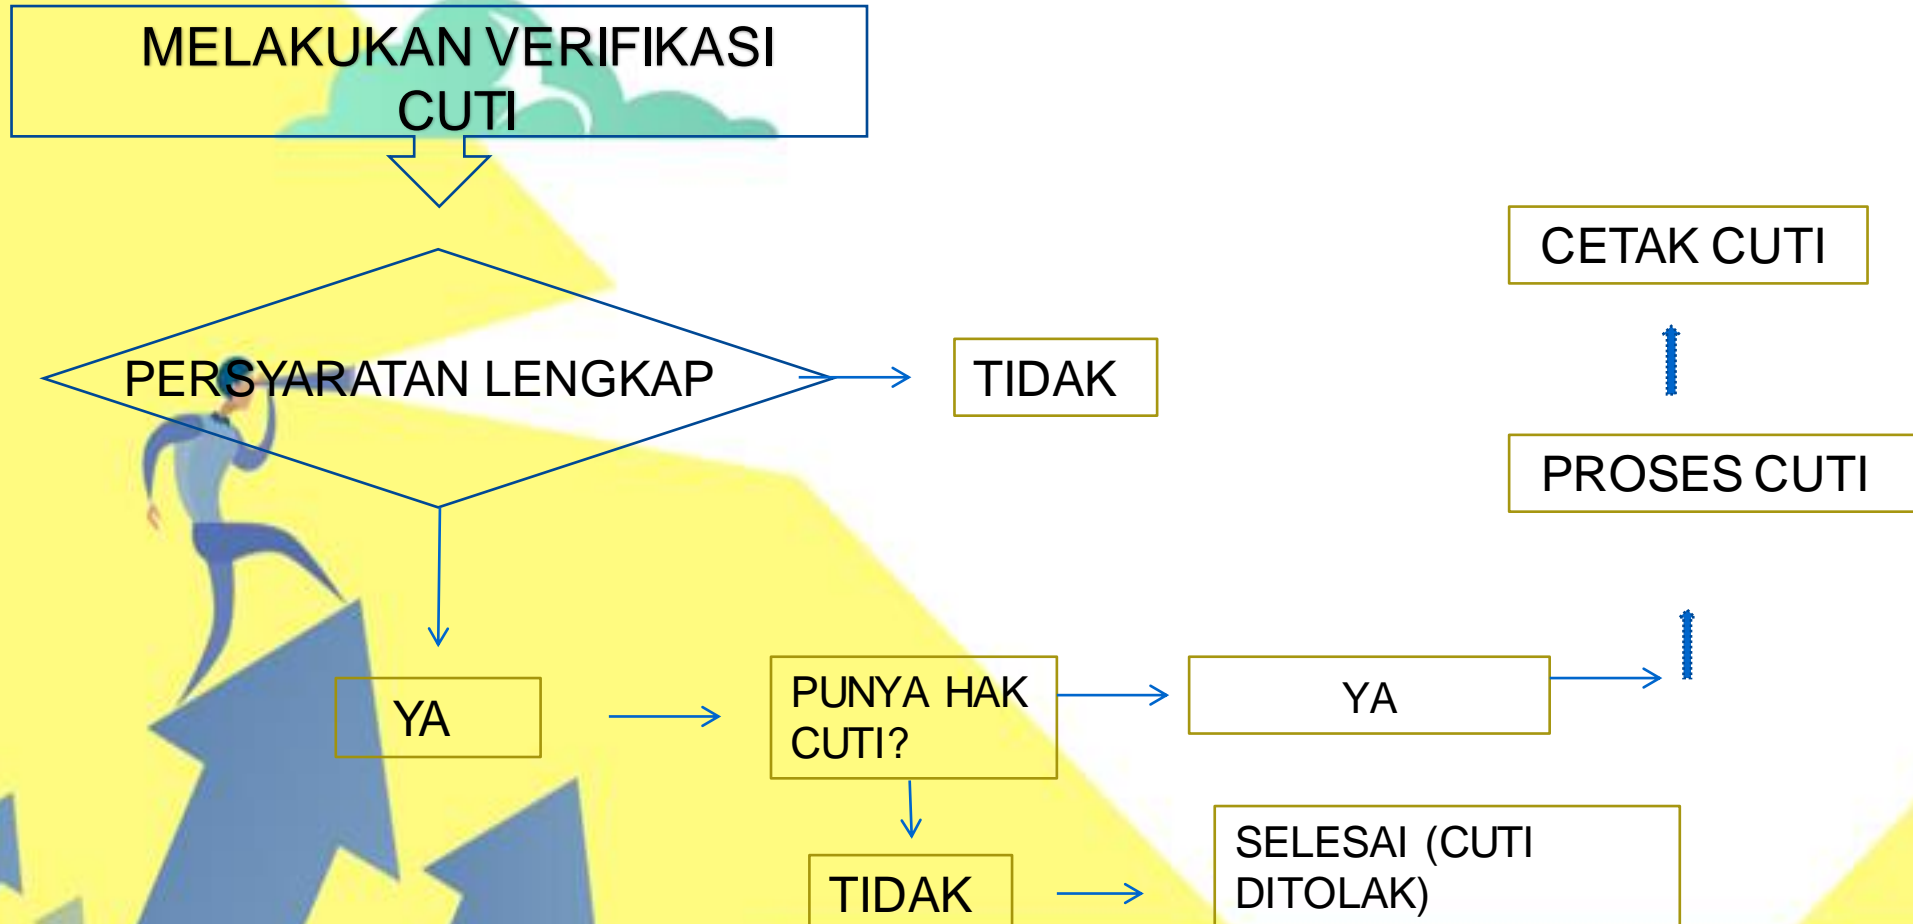 MELAKUKAN VERIFIKASI
CUTI
CETAK CUTI
PERSYARATAN LENGKAP
TIDAK
PROSES CUTI
YA
PUNYA HAK
CUTI?
YA
TIDAK
SELESAI (CUTI
DITOLAK)